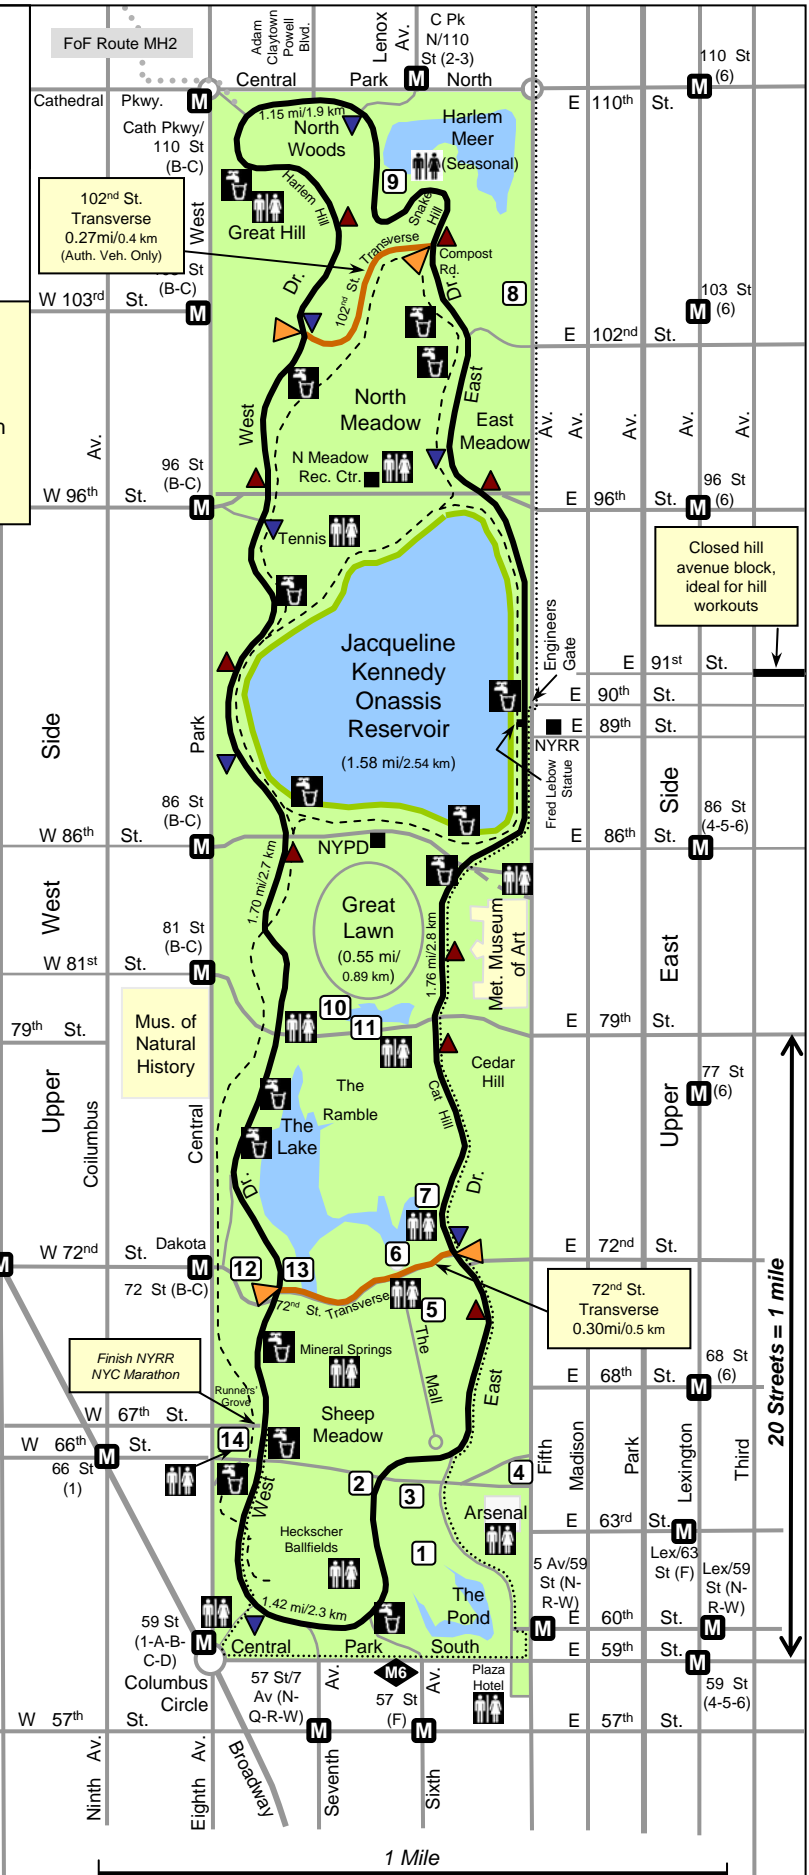 FoF Route MH2
Adam
Claytown
Powell
Blvd.
Lenox
Av.
C Pk
N/110
St (2-3)
110 St
(6)
M
M
Central Park North
Cathedral Pkwy.
M
E 110th St.
Cath Pkwy/
110 St
(B-C)
1.15 mi/1.9 km
North
Woods
Harlem
Meer
(Seasonal)
9
102nd St.
Transverse
0.27mi/0.4 km
(Auth. Veh. Only)
West
Harlem Hill
Great Hill
Snake
Hill
102nd St. Transverse
Compost
Rd.
St
(B-C)
Dr.
Dr.
8
103 St
(6)
W 103rd St.
M
M
E 102nd St.
n
North
Meadow
East
East
Meadow
West
Av.
Av.
Av.
Av.
Av.
Av.
N Meadow
Rec. Ctr.
96 St
(B-C)
96 St
(6)
W 96th St.
M
E 96th St.
M
Tennis
Closed hill
avenue block,
ideal for hill
workouts
Jacqueline
Kennedy
Onassis
Reservoir
(1.58 mi/2.54 km)
Engineers
Gate
E 91st St.
E 90th St.
E 89th St.
NYRR
Fred Lebow
Statue
Side
Park
Side
86 St
(B-C)
86 St
(4-5-6)
W 86th St.
M
NYPD
E 86th St.
M
1.70 mi/2.7 km
West
Great
Lawn
(0.55 mi/
0.89 km)
1.76 mi/2.8 km
Met. Museum
of Art
East
81 St
(B-C)
W 81st St.
M
10
11
79th St.
E 79th St.
Mus. of
Natural
History
Cedar
Hill
Cat Hill
77 St
(6)
M
The
Ramble
Upper
Coilumbus
Central
Upper
The
Lake
Dr.
Dr.
7
6
Dakota
W 72nd St.
M
M
72 St (B-C)
12
13
E 72nd St.
72nd St. Transverse
5
72nd St.
Transverse
0.30mi/0.5 km
20 Streets = 1 mile
The
Mall
Finish NYRR
NYC Marathon
Mineral Springs
East
68 St
(6)
E 68th St.
M
Runners'
Grove
W 67th St.
Sheep
Meadow
W 66th St.
M
66 St
(1)
14
West
2
3
4
Fifth
Madison
Park
Lexington
Third
Arsenal
E 63rd St.
M
Heckscher
Ballfields
1
5 Av/59
St (N-
R-W)
Lex/63
St (F)
Lex/59
St (N-
R-W)
The
Pond
1.42 mi/2.3 km
59 St
(1-A-B-
C-D)
M
M
E 60th St.
M
Central Park South
E 59th St.
M
Columbus
Circle
57 St/7
Av (N-
Q-R-W)
Av.
M6
57 St
(F)
Av.
Plaza
Hotel
59 St
(4-5-6)
W 57th St.
M
M
E 57th St.
Ninth Av.
Eighth Av.
Broadway
Seventh
Sixth
1 Mile